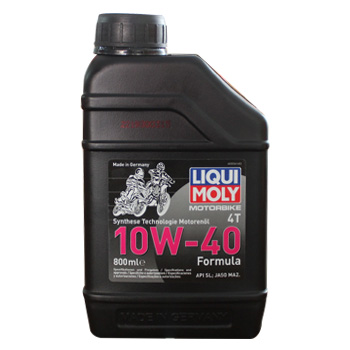 Made in Germany
LIQUI
MOLY
MOTORBIKE
4T
Synthese Technologie Motorenöl
10W-40
800ml e
Formula
API SL; JASO MA2.
MADE IN GERMANY